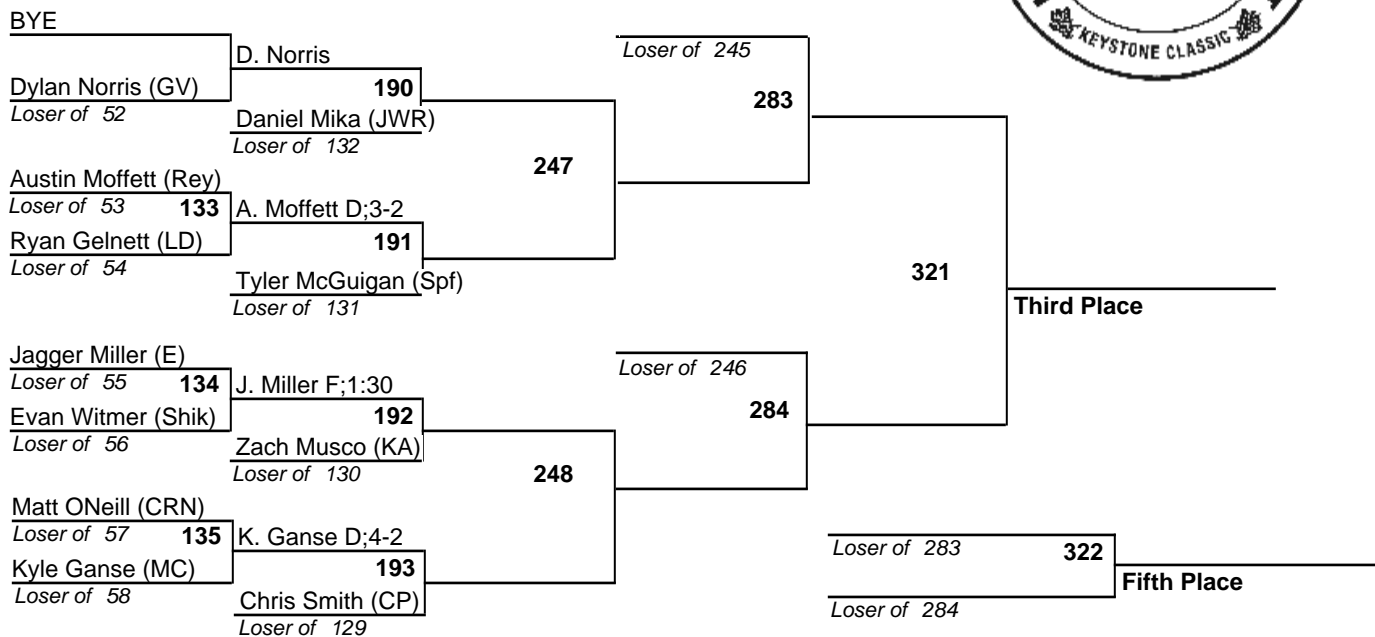 BYE
Dylan Norris (GV)
Loser of 52
D. Norris
190
Daniel Mika (JWR)
Loser of 132
Austin Moffett (Rey)
Loser of 53
133
Ryan Gelnett (LD)
Loser of 54
A. Moffett D;3-2
191
Tyler McGuigan (Spf)
Loser of 131
247
Loser of 245
283
KEYSTONE CLASSIC
Jagger Miller (E)
Loser of 55
134
Evan Witmer (Shik)
Loser of 56
J. Miller F;1:30
192
Zach Musco (KA)
Loser of 130
Matt ONeill (CRN)
Loser of 57
135
Kyle Ganse (MC)
Loser of 58
K. Ganse D;4-2
193
Chris Smith (CP)
Loser of 129
248
Loser of 246
284
321
Third Place
Loser of 283
322
Loser of 284
Fifth Place